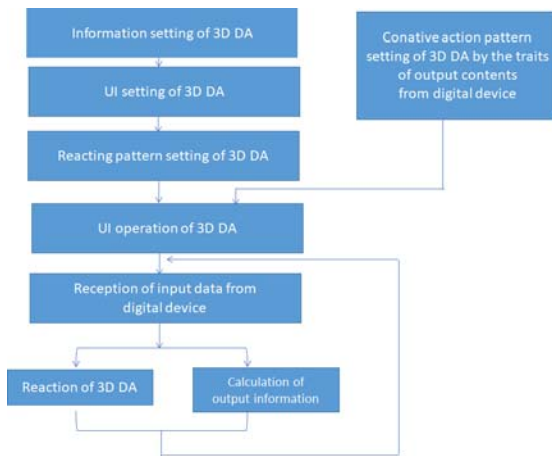 Information setting of 3D DA
Conative action pattern
setting of 3D DA by the traits
of output contents
from digital device
UI setting of 3D DA
Reacting pattern setting of 3D DA
UI operation of 3D DA
Reception of input data from
digital device
Reaction of 3D DA
Calculation of
output information